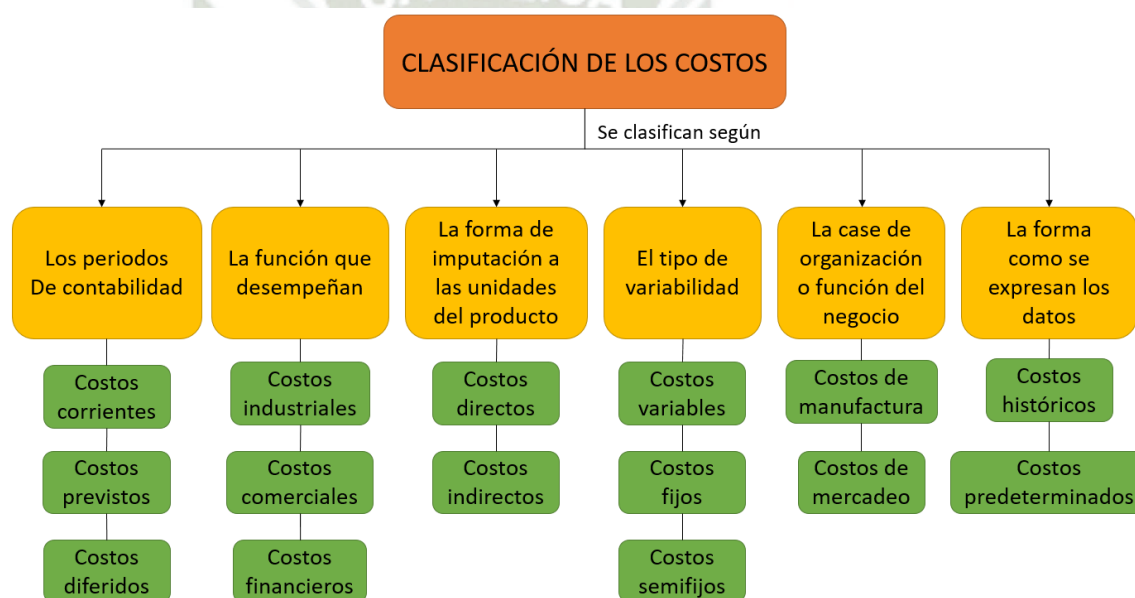 CLASIFICACIÓN DE LOS COSTOS
Se clasifican según
Los periodos
De contabilidad
La función que
desempeñan
La forma de
imputación a
las unidades
del producto
El tipo de
variabilidad
La case de
organización
o función del
negocio
La forma
como se
expresan los
datos
Costos
corrientes
Costos
previstos
Costos
diferidos
Costos
industriales
Costos
comerciales
Costos
financieros
Costos
directos
Costos
indirectos
Costos
variables
Costos
fijos
Costos
semifijos
Costos de
manufactura
Costos de
mercadeo
Costos
históricos
Costos
predeterminados